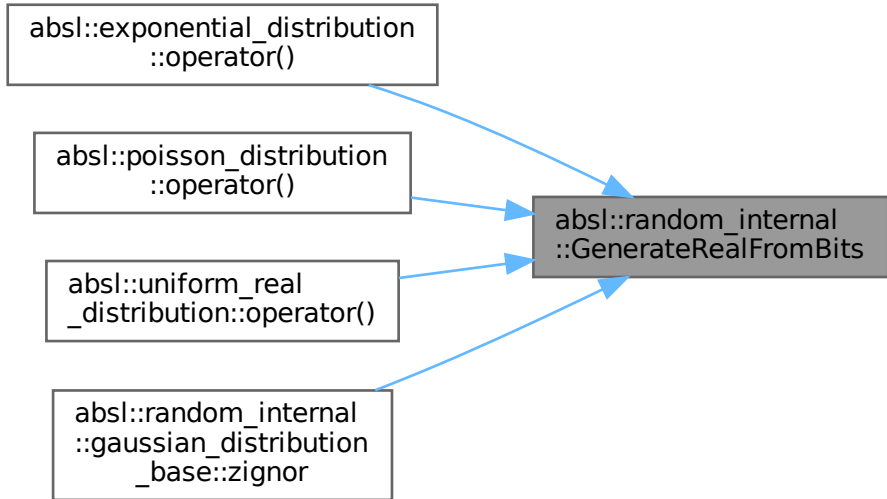 absl::exponential_distribution
::operator()
absl::poisson_distribution
::operator()
absl::random_internal
::GenerateRealFromBits
absl::uniform_real
_distribution::operator()
absl::random_internal
::gaussian_distribution
_base::zignor